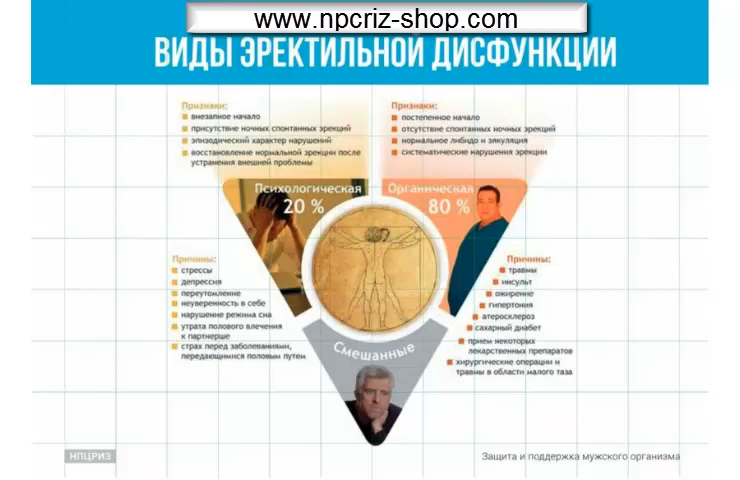 www.npcriz-shop.com
ВИДЫ ЭРЕКТИЛЬНОЙ ДИСФУНКЦИИ
Признаки:
внезапное начало
присутствие ночных спонтанных эрекций
эпизодический характер нарушений
восстановление нормальной эрекции после
устранения внешней проблемы
Признаки:
постепенное начало
отсутствие спонтанных ночных эрекций
нормальное либидо и эякуляция
систематические нарушения эрекции
Психологическая
20 %
Органическая
80 %
Причины:
стрессы
депрессия
переутомление
неуверенность в себе
нарушение режима сна
утрата полового влечения
к партнерше
страх перед заболеваниями,
передающимися половым путем
Причины:
травмы
инсульт
ожирение
гипертония
атеросклероз
сахарный диабет
прием некоторых
лекарственных препаратов
хирургические операции и
травмы в области малого таза
Смешанные
НПЦРИЗ
Защита и поддержка мужского организма